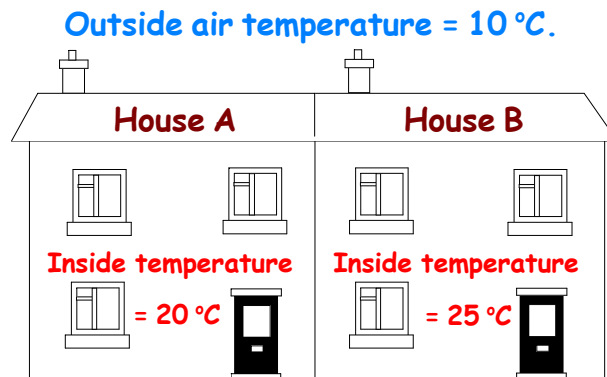 Outside air temperature = 10 °C.
House A
House B
Inside temperature
= 20 °C
Inside temperature
= 25 °C